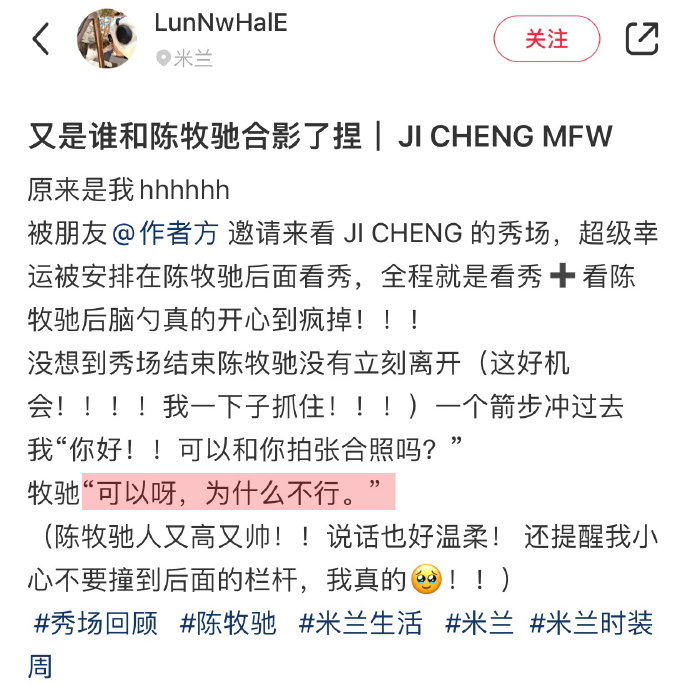 LunNwHalE
米兰
关注
又是谁和陈牧驰合影了捏｜ JI CHENG MFW
原来是我hhhhhh
被朋友@作者方 邀请来看 JI CHENG 的秀场，超级幸
运被安排在陈牧驰后面看秀，全程就是看秀➕看陈
牧驰后脑勺真的开心到疯掉！！！
没想到秀场结束陈牧驰没有立刻离开（这好机
会！！！！我一下子抓住！！！）一个箭步冲过去
我“你好！！可以和你拍张合照吗？”
牧驰“可以呀，为什么不行。”
（陈牧驰人又高又帅！！说话也好温柔！ 还提醒我小
心不要撞到后面的栏杆，我真的🥹！！）
#秀场回顾 #陈牧驰 #米兰生活 #米兰 #米兰时装
周